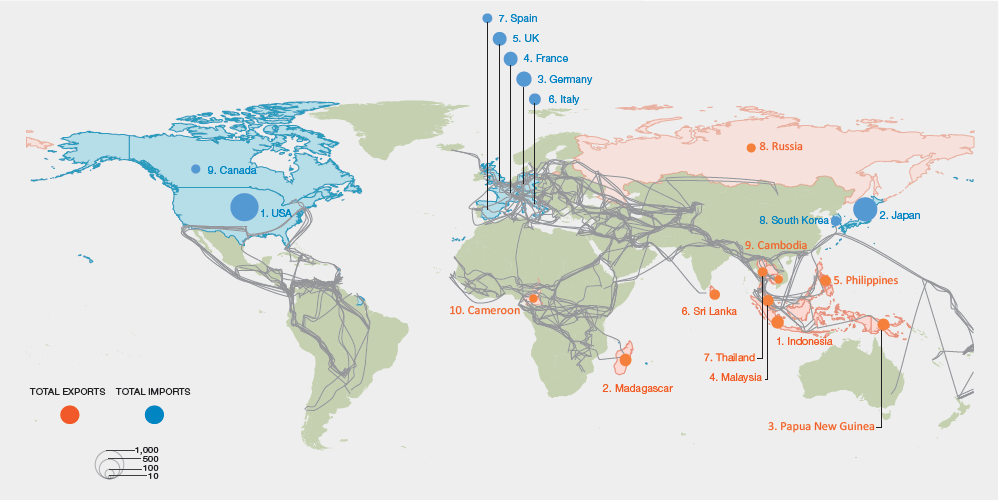 7. Spain
5. UK
4. France
3. Germany
6. Italy
8. Russia
9. Canada
1. USA
2. Japan
8. South Korea
9. Cambodia
5. Philippines
10. Cameroon
6. Sri Lanka
1. Indonesia
7. Thailand
4. Malaysia
2. Madagascar
3. Papua New Guinea
TOTAL EXPORTS
TOTAL IMPORTS
1,000
500
100
10